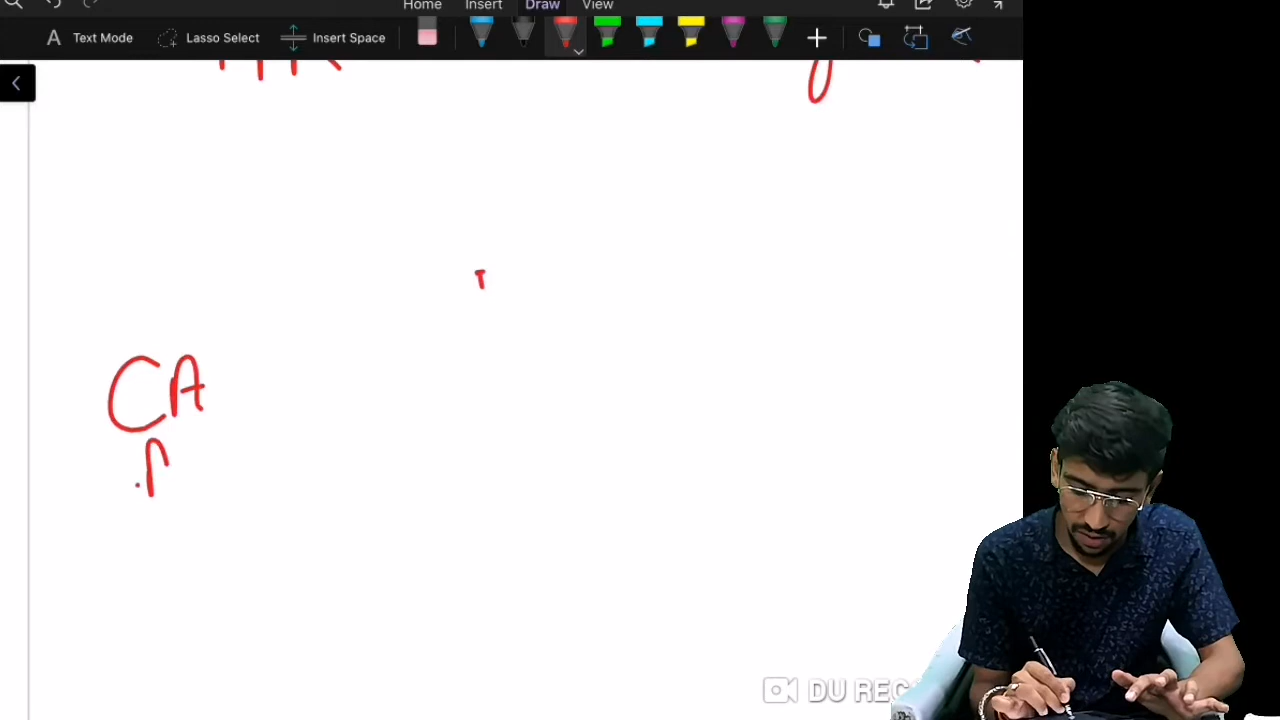 Home Insert Draw View
Text Mode Lasso Select Insert Space
CA
DU REC